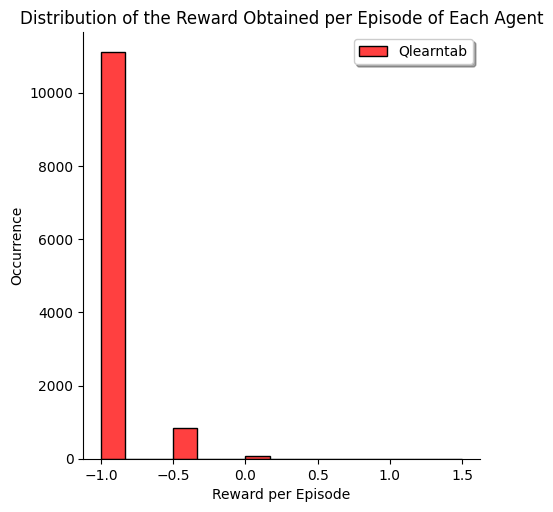 Distribution of the Reward Obtained per Episode of Each Agent
Qlearntab
10000
8000
6000
4000
2000
0
Occurrence
−1.0 −0.5 0.0 0.5 1.0 1.5
Reward per Episode